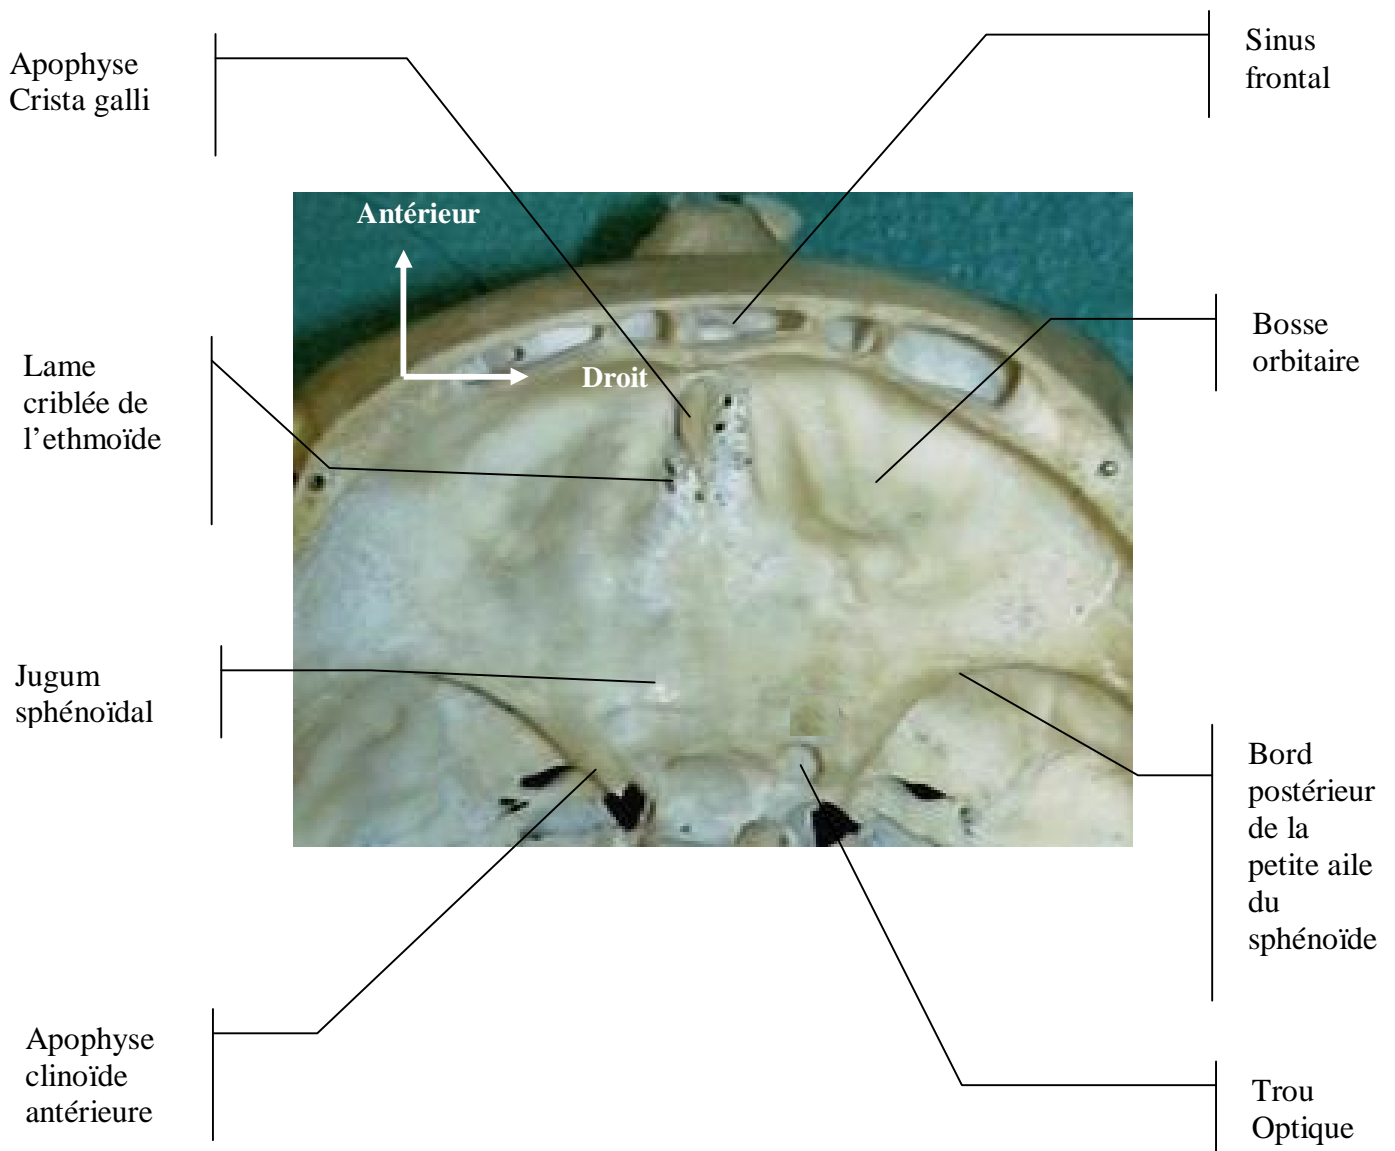 Apophyse
Crista galli
Sinus
frontal
Antérieur
Droit
Lame
criblée de
l’ethmoïde
Bosse
orbitaire
Jugum
sphénoïdal
Bord
postérieur
de la
petite aile
du
sphénoïde
Apophyse
clinoïde
antérieure
Trou
Optique